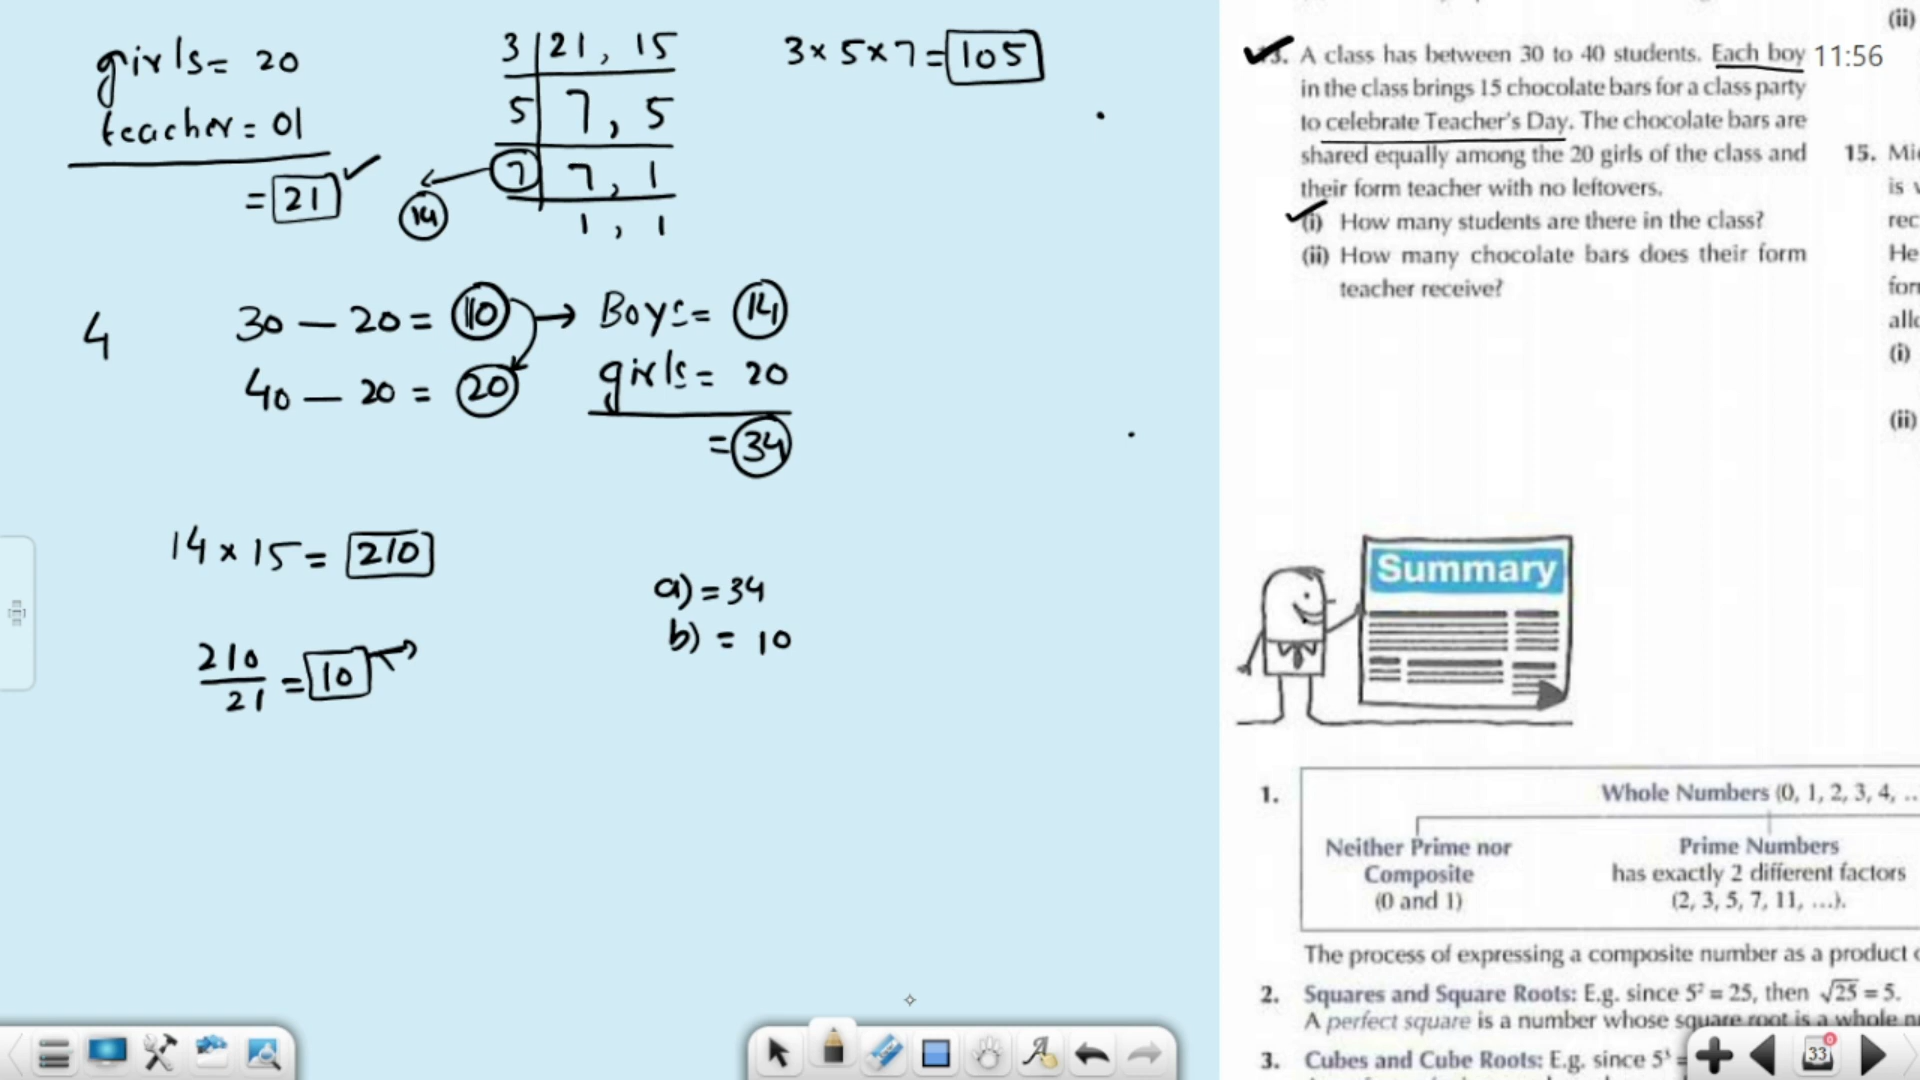 girls= 20
teacher= 01
= 21
3 21, 15
5 7, 5
7 7, 1
1, 1
14
3×5×7= 105
4
30 — 20 = 10
40 — 20 = 20
Boys= 14
girls= 20
= 34
14 × 15 = 210
210
21
= 10
a) = 34
b) = 10
(ii)
3. A class has between 30 to 40 students. Each boy
in the class brings 15 chocolate bars for a class party
to celebrate Teacher's Day. The chocolate bars are
shared equally among the 20 girls of the class and
their form teacher with no leftovers.
(i) How many students are there in the class?
(ii) How many chocolate bars does their form
teacher receive?
11:56
15. Mi
is
rec
He
for
all
(i)
(ii)
Summary
1. Whole Numbers (0, 1, 2, 3, 4, ..
Neither Prime nor
Composite
(0 and 1)
Prime Numbers
has exactly 2 different factors
(2, 3, 5, 7, 11, ...).
The process of expressing a composite number as a product
2. Squares and Square Roots: E.g. since 5² = 25, then √25 = 5.
A perfect square is a number whose square root is a whole
3. Cubes and Cube Roots: E.g. since 5³ =
33
0